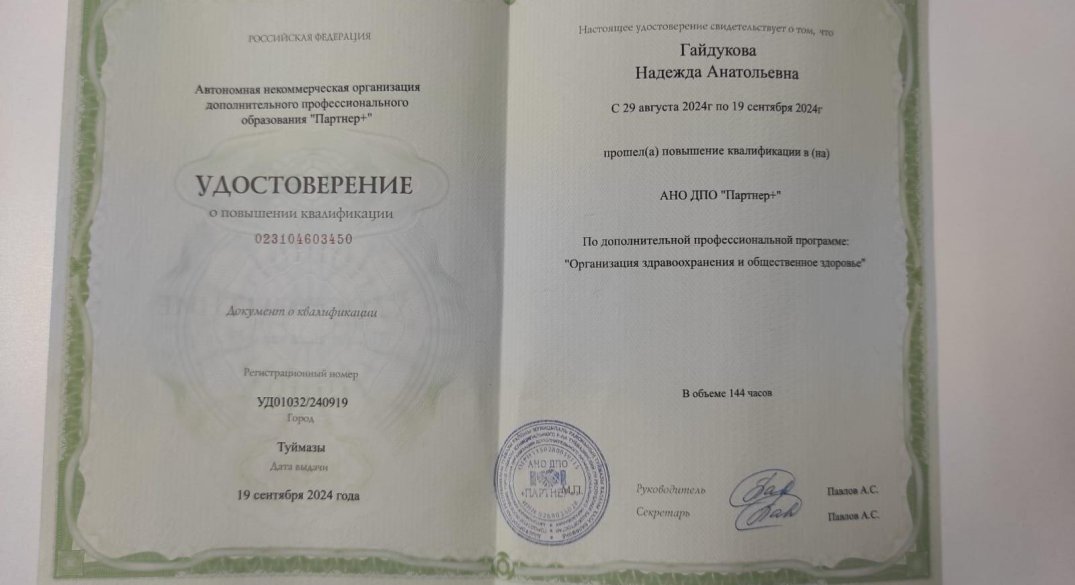 РОССИЙСКАЯ ФЕДЕРАЦИЯ
Автономная некоммерческая организация
дополнительного профессионального
образования "Партнер+"
УДОСТОВЕРЕНИЕ
о повышении квалификации
023104603450
Документ о квалификации
Регистрационный номер
УД01032/240919
Город
Туймазы
Дата выдачи
19 сентября 2024 года
Настоящее удостоверение свидетельствует о том, что
Гайдукова
Надежда Анатольевна
С 29 августа 2024г по 19 сентября 2024г
прошел(а) повышение квалификации в (на)
АНО ДПО "Партнер+"
По дополнительной профессиональной программе:
"Организация здравоохранения и общественное здоровье"
В объеме 144 часов
АНО ДПО
«ПАРТНЕР+»
М.П.
Руководитель
Павлов А.С.
Секретарь
Павлов А.С.